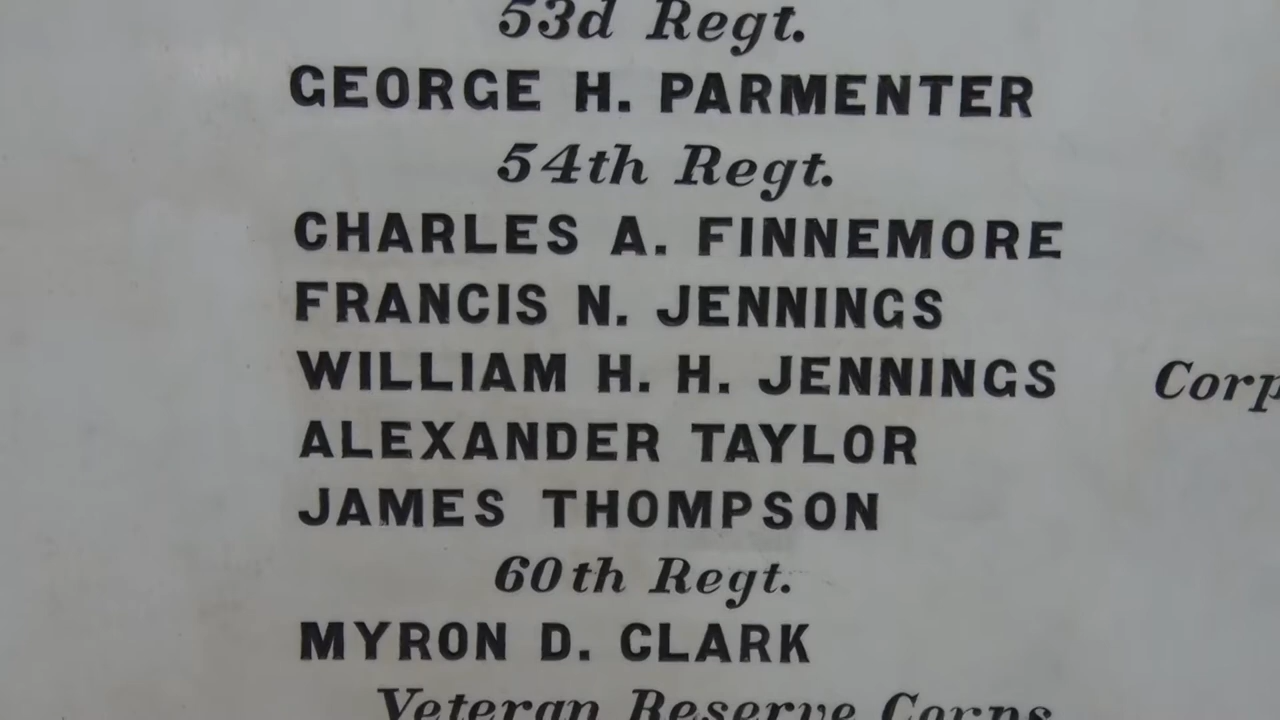 53d Regt.
GEORGE H. PARMENTER
54th Regt.
CHARLES A. FINNEMORE
FRANCIS N. JENNINGS
WILLIAM H. H. JENNINGS Corp
ALEXANDER TAYLOR
JAMES THOMPSON
60th Regt.
MYRON D. CLARK
Veteran Reserve Corps